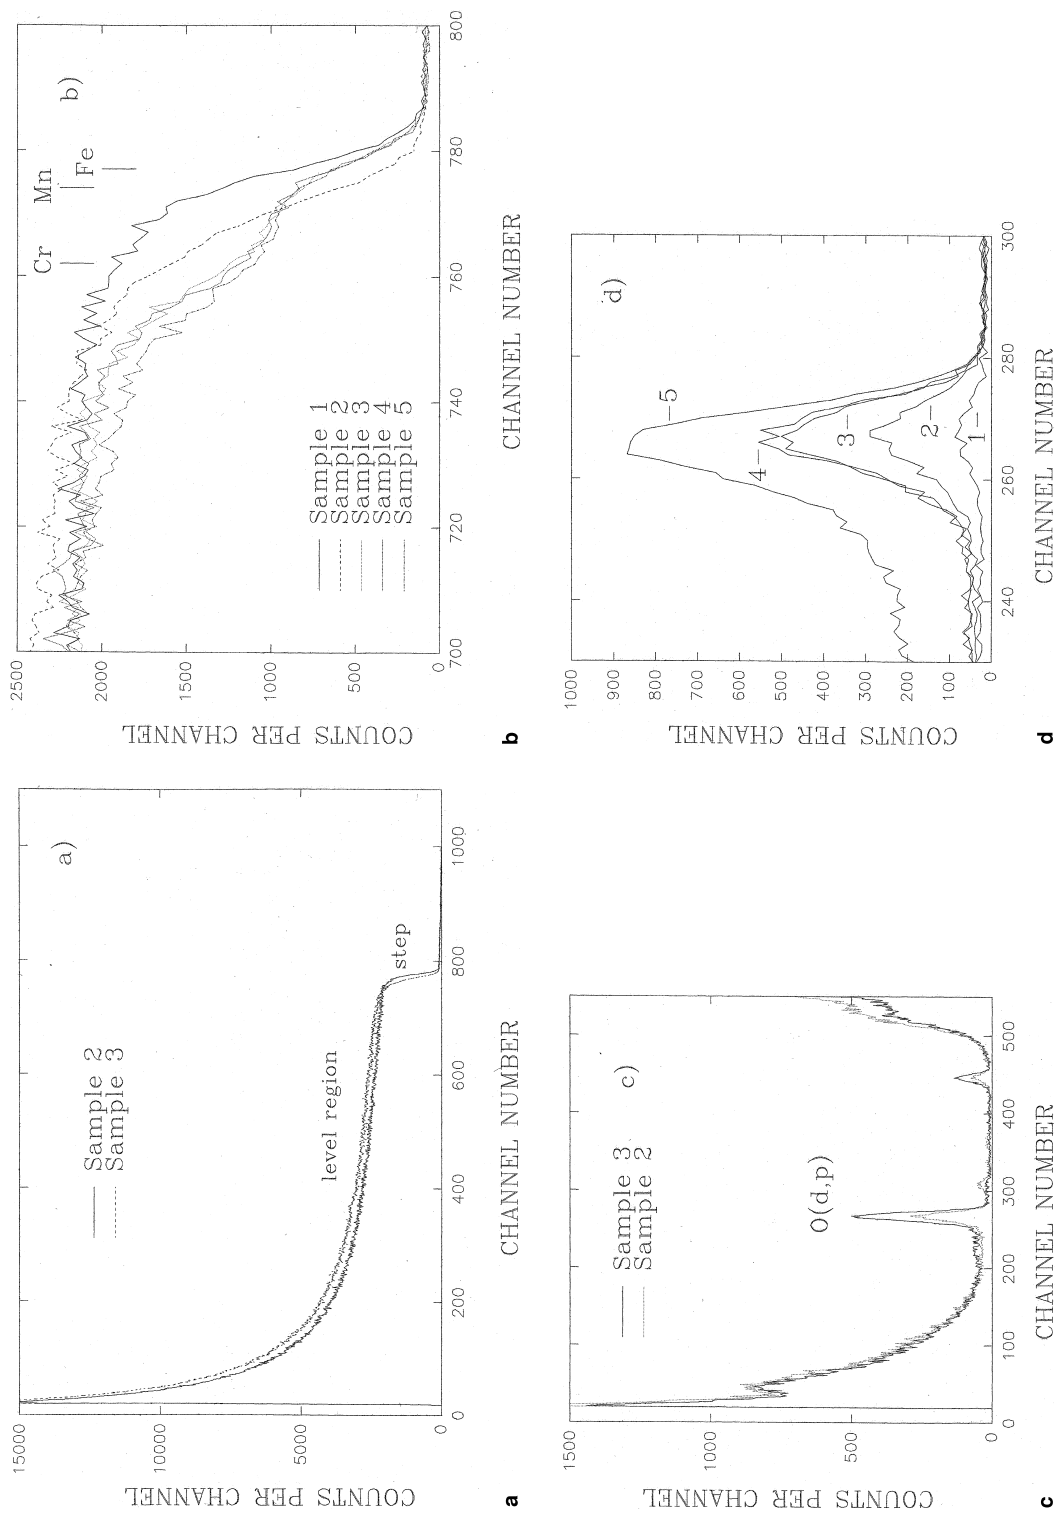 a)
Sample 2
Sample 3
level region
step
15000
10000
5000
0
0
200
400
600
800
1000
COUNTS PER CHANNEL
CHANNEL NUMBER
a
b)
Cr
Mn
Fe
Sample 1
Sample 2
Sample 3
Sample 4
Sample 5
2500
2000
1500
1000
500
0
700
720
740
760
780
800
COUNTS PER CHANNEL
CHANNEL NUMBER
b
c)
Sample 3
Sample 2
O(d,p)
1500
1000
500
0
0
100
200
300
400
500
COUNTS PER CHANNEL
CHANNEL NUMBER
c
d)
5
4
3
2
1
1000
900
800
700
600
500
400
300
200
100
0
240
260
280
300
COUNTS PER CHANNEL
CHANNEL NUMBER
d